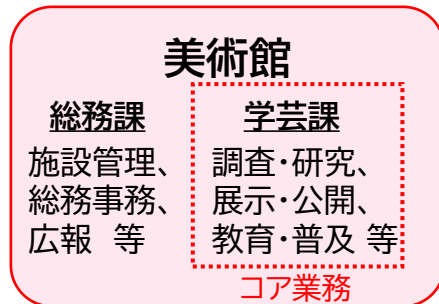 美術館
総務課
施設管理、
総務事務、
広報 等
学芸課
調査・研究、
展示・公開、
教育・普及 等
コア業務